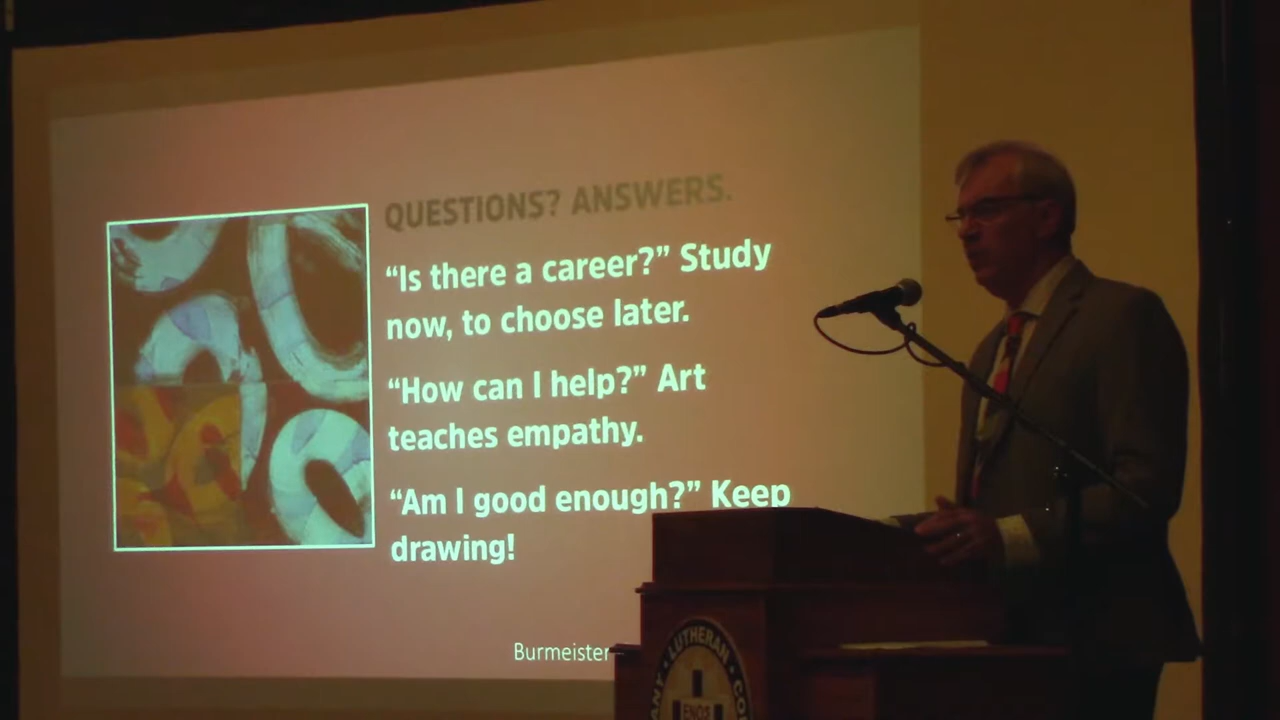 QUESTIONS? ANSWERS.
“Is there a career?” Study
now, to choose later.
“How can I help?” Art
teaches empathy.
“Am I good enough?” Keep
drawing!
Burmeister
LUTHERAN